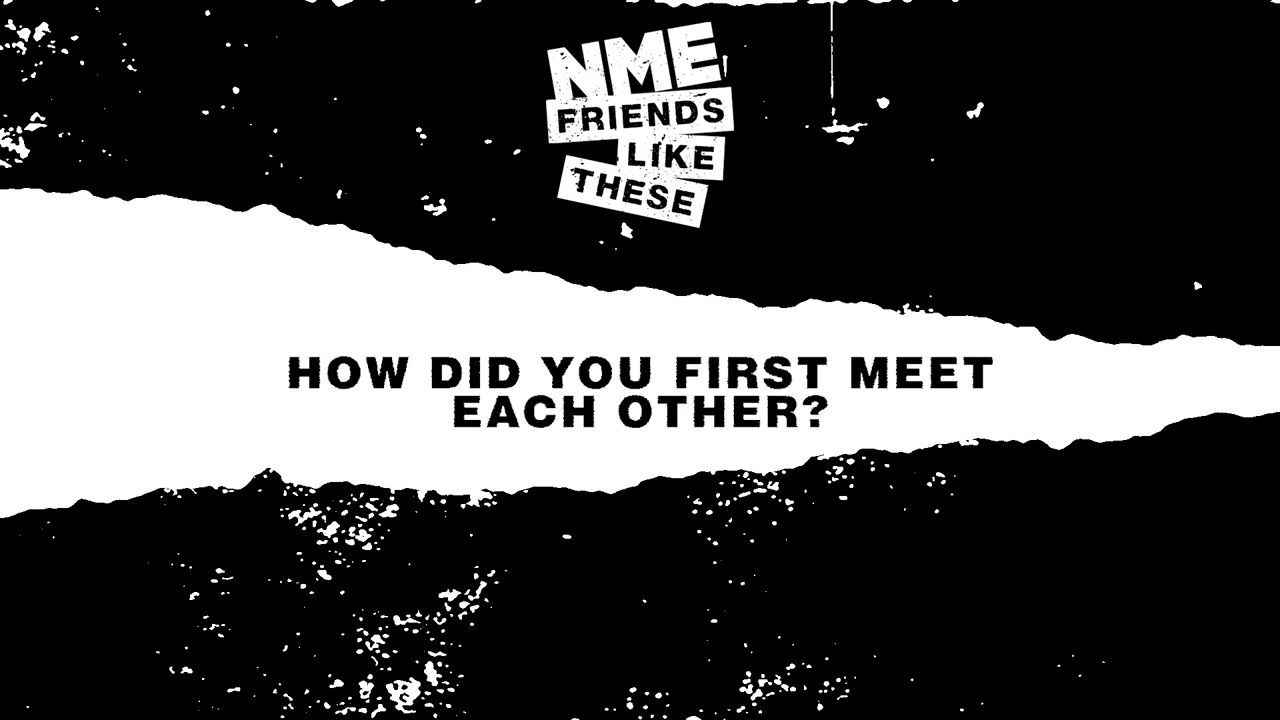 NME
FRIENDS
LIKE
THESE
HOW DID YOU FIRST MEET
EACH OTHER?